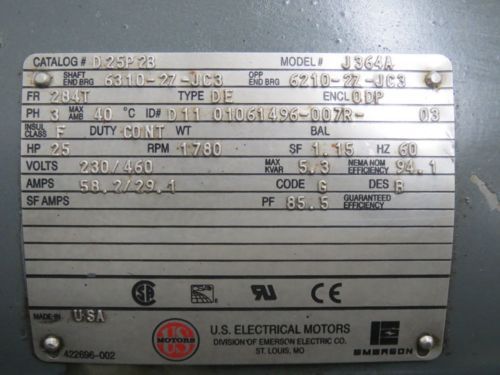 CATALOG # D25P2B MODEL # J364A
SHAFT END BRG 6310-27-JC3 OPP END BRG 6210-27-JC3
FR 284T TYPE DE ENCL ODP
PH 3 MAX AMB 40 °C ID# D11 01061496-007R- 03
INSUL CLASS F DUTY CONT WT BAL
HP 25 RPM 1780 SF 1.15 HZ 60
VOLTS 230/460 MAX KVAR 5.3 NEMA NOM EFFICIENCY 94.1
AMPS 58.2/29.1 CODE G DES B
SF AMPS PF 85.5 GUARANTEED EFFICIENCY
MADE-IN USA
US MOTORS
U.S. ELECTRICAL MOTORS
DIVISION OF EMERSON ELECTRIC CO.
ST. LOUIS, MO
EMERSON
422696-002